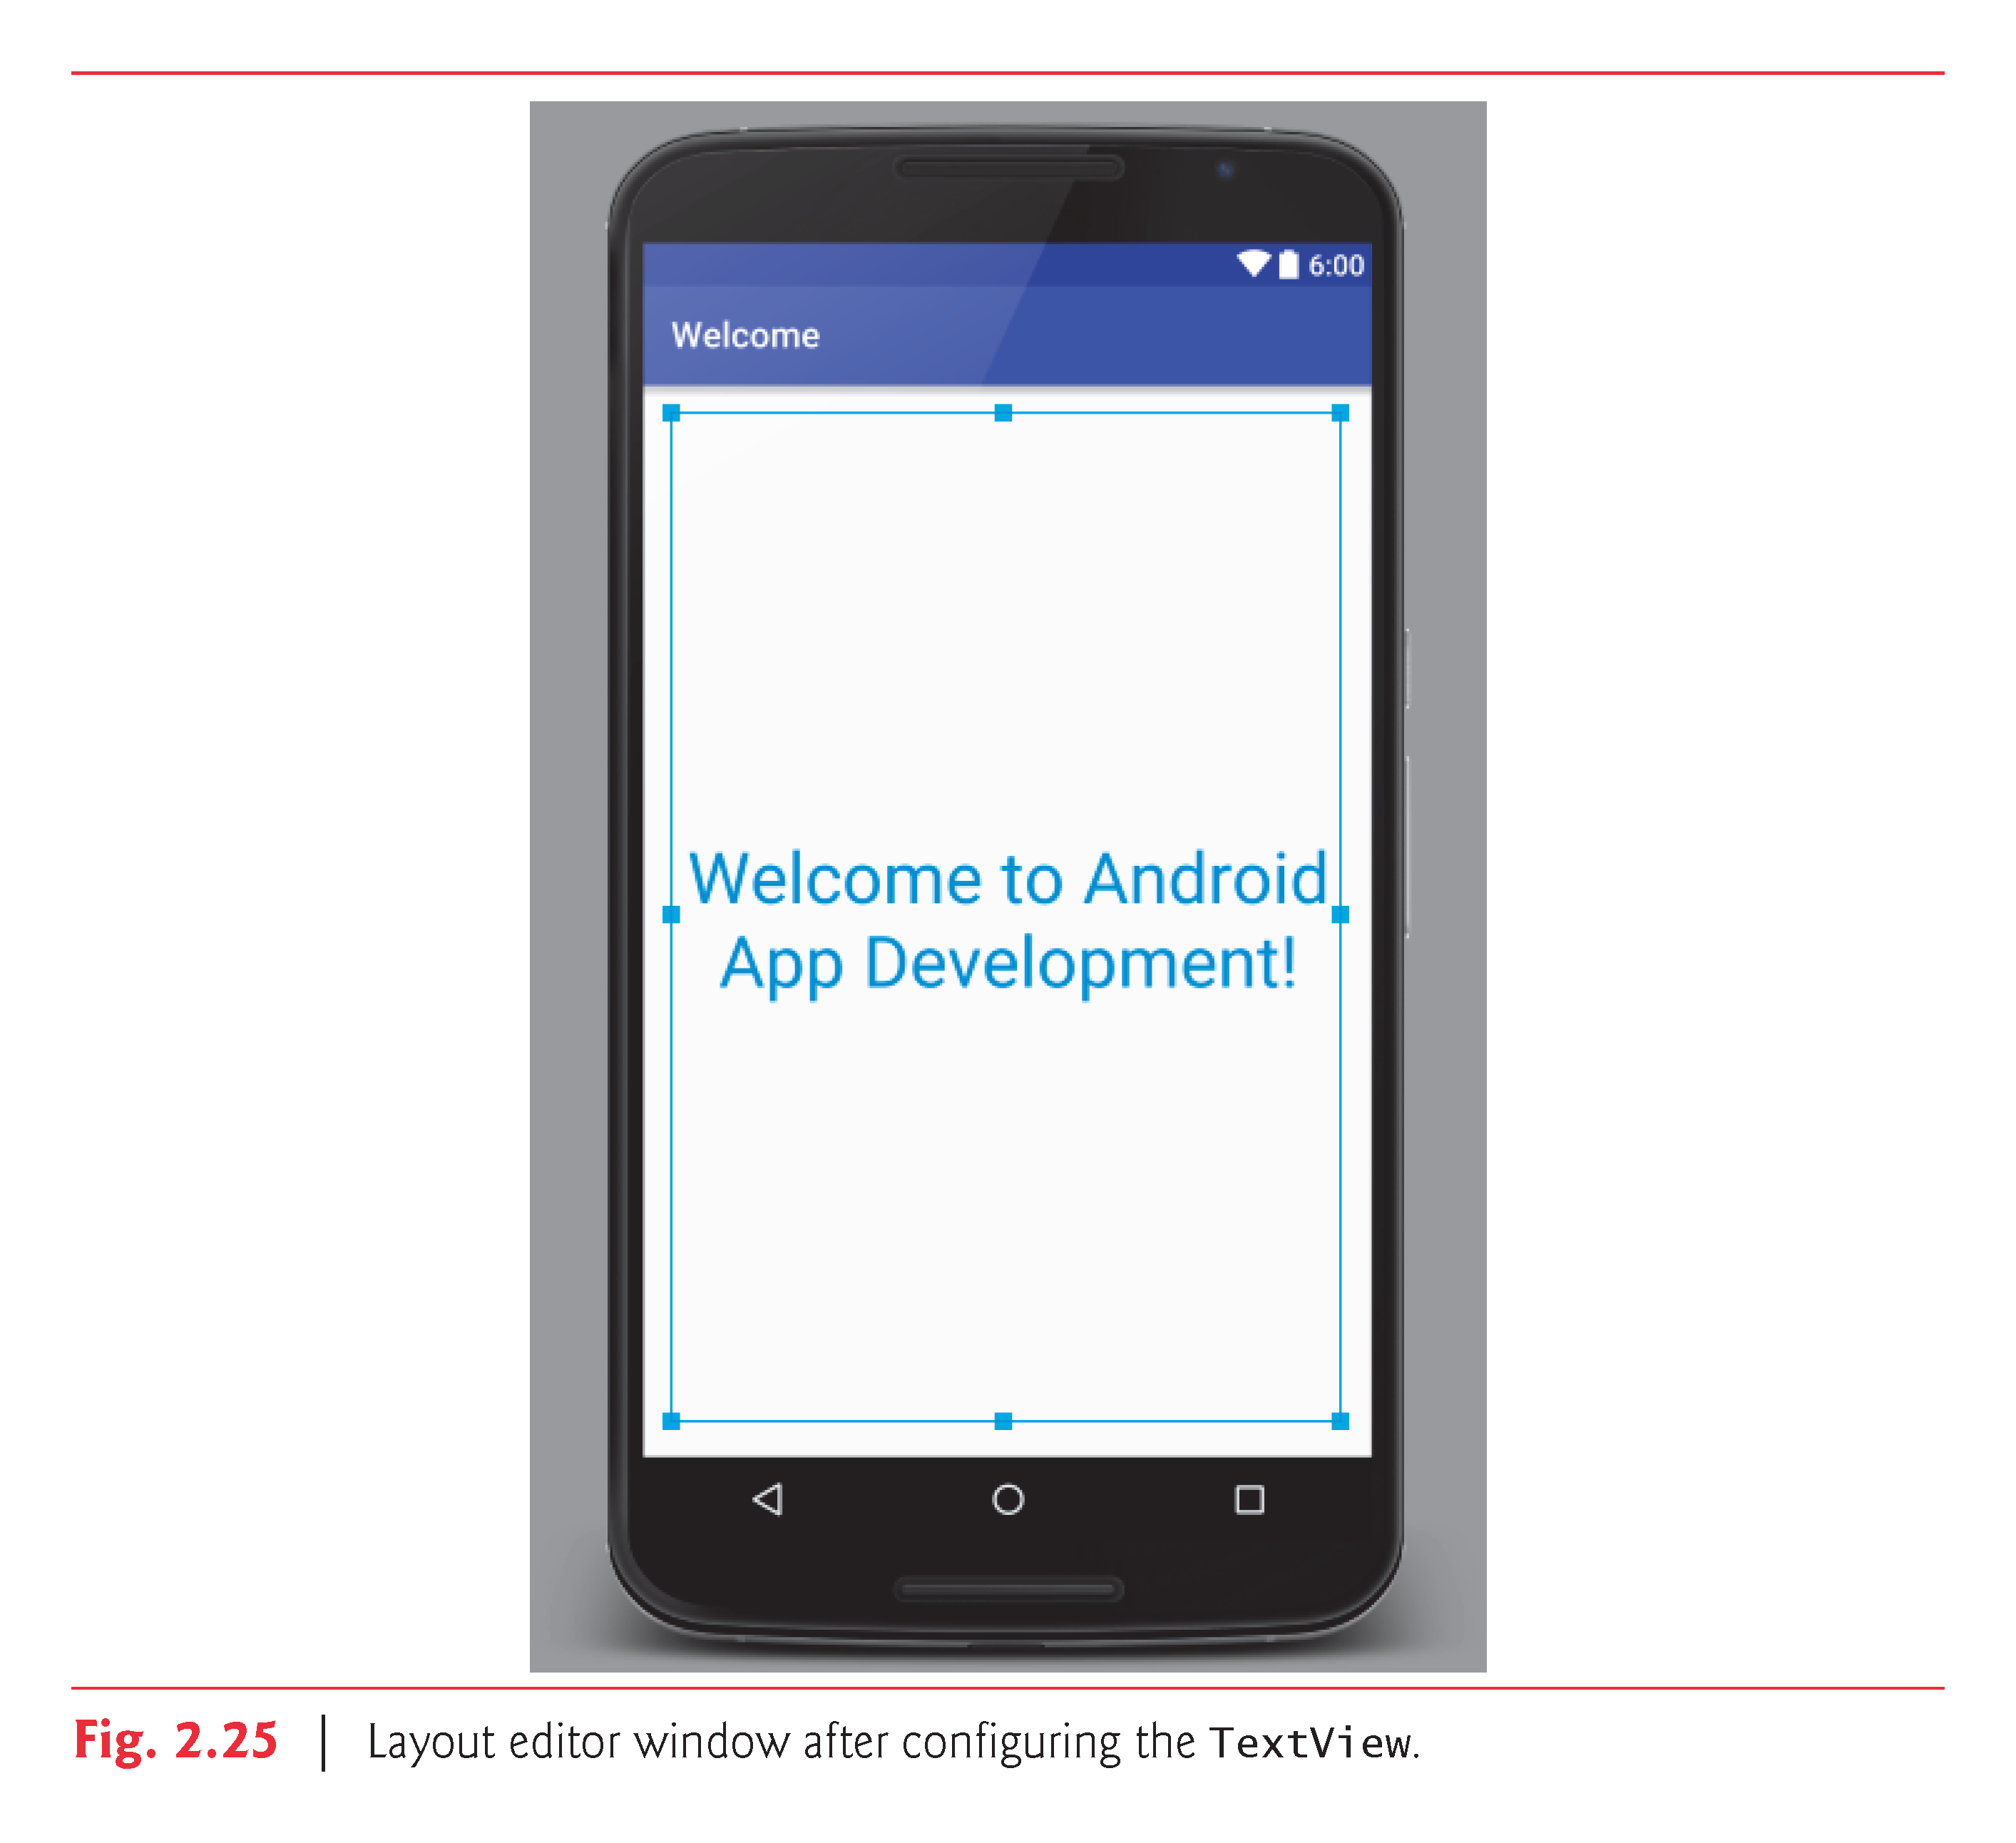 6:00
Welcome
Welcome to Android
App Development!
Fig. 2.25 | Layout editor window after configuring the TextView.